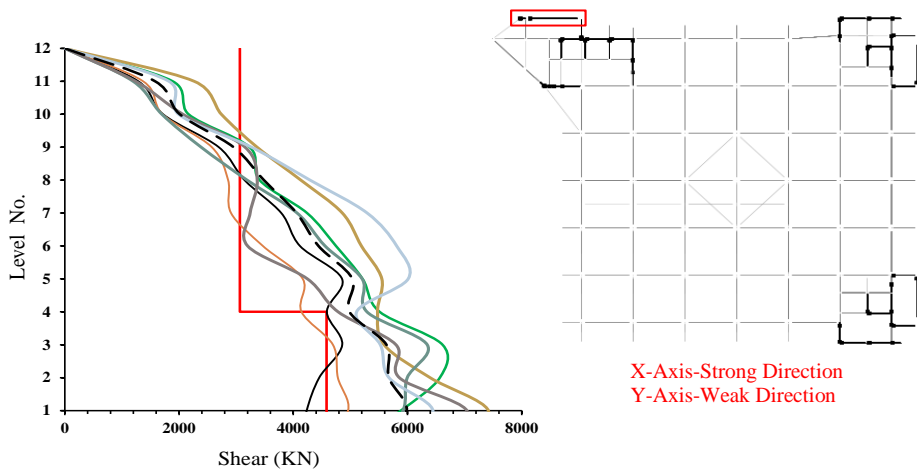 12
11
10
9
8
7
6
5
4
3
2
1
Level No.
0 2000 4000 6000 8000
Shear (KN)
X-Axis-Strong Direction
Y-Axis-Weak Direction